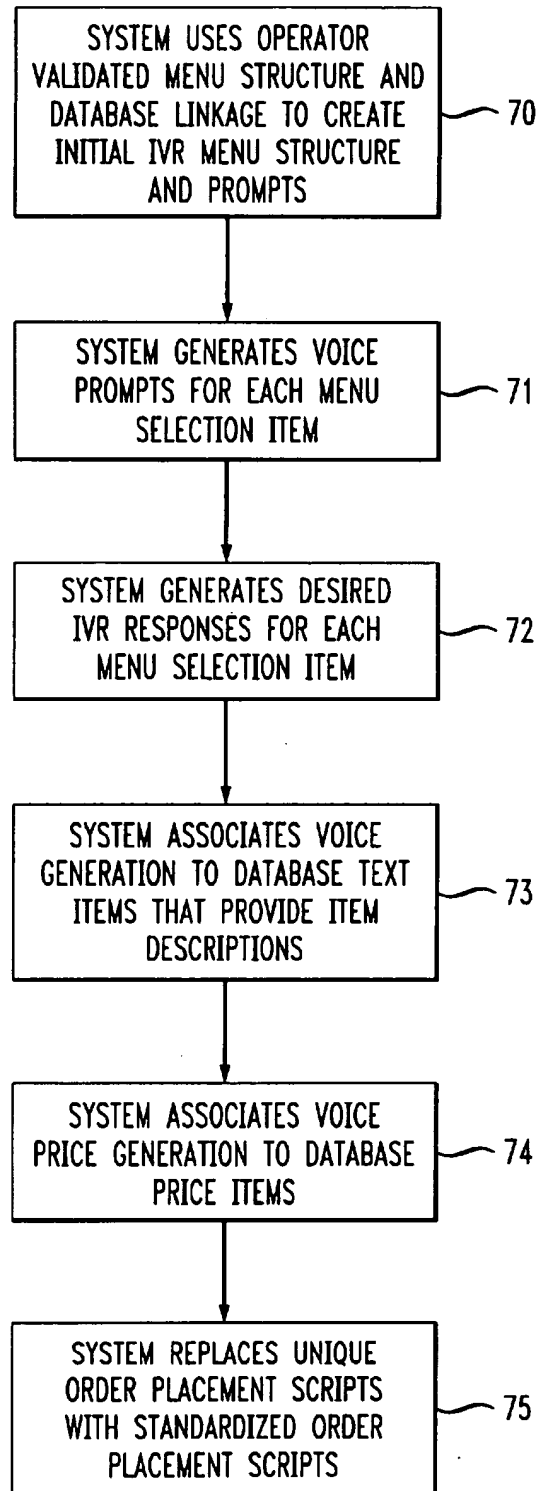 SYSTEM USES OPERATOR
VALIDATED MENU STRUCTURE AND
DATABASE LINKAGE TO CREATE
INITIAL IVR MENU STRUCTURE
AND PROMPTS
70
SYSTEM GENERATES VOICE
PROMPTS FOR EACH MENU
SELECTION ITEM
71
SYSTEM GENERATES DESIRED
IVR RESPONSES FOR EACH
MENU SELECTION ITEM
72
SYSTEM ASSOCIATES VOICE
GENERATION TO DATABASE TEXT
ITEMS THAT PROVIDE ITEM
DESCRIPTIONS
73
SYSTEM ASSOCIATES VOICE
PRICE GENERATION TO DATABASE
PRICE ITEMS
74
SYSTEM REPLACES UNIQUE
ORDER PLACEMENT SCRIPTS
WITH STANDARDIZED ORDER
PLACEMENT SCRIPTS
75